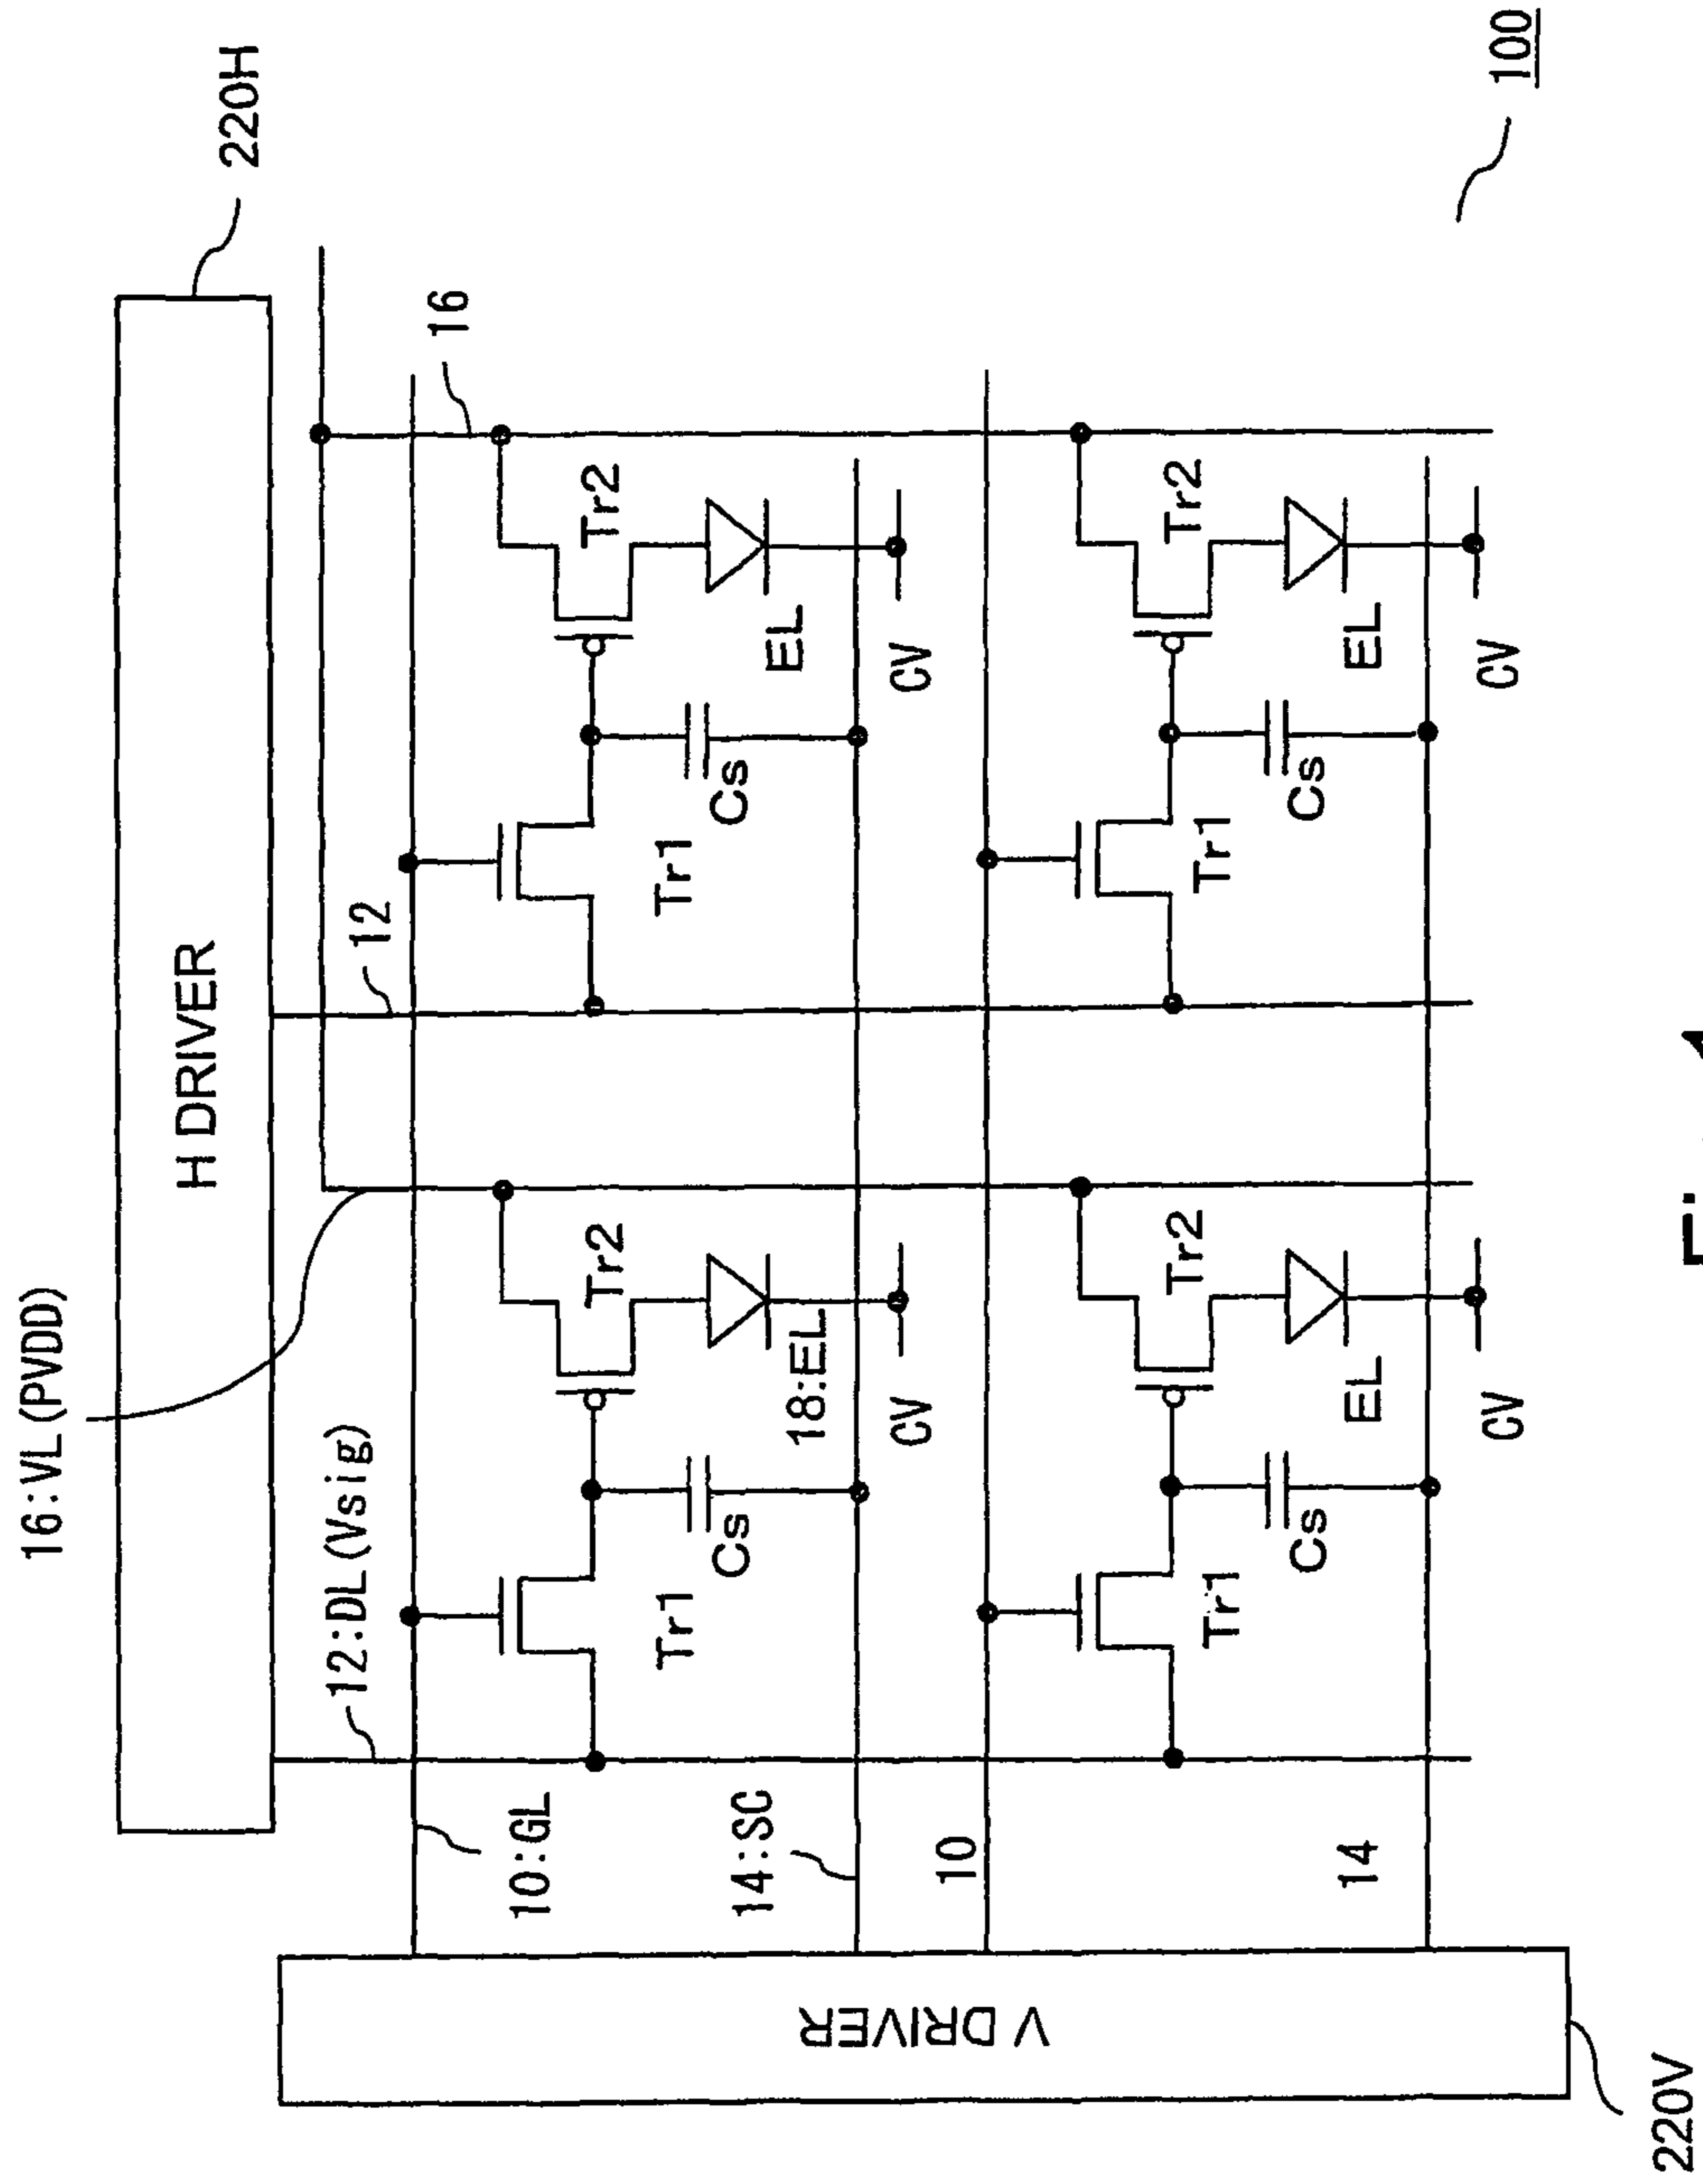 220H
H DRIVER
16:VL(PVDD)
12:DL(Vsig)
12
16
10:GL
Tr1
Cs
Tr2
18:EL
CV
Tr1
Cs
Tr2
EL
CV
14:SC
10
Tr1
Cs
Tr2
EL
CV
Tr1
Cs
Tr2
EL
CV
14
V DRIVER
220V
100